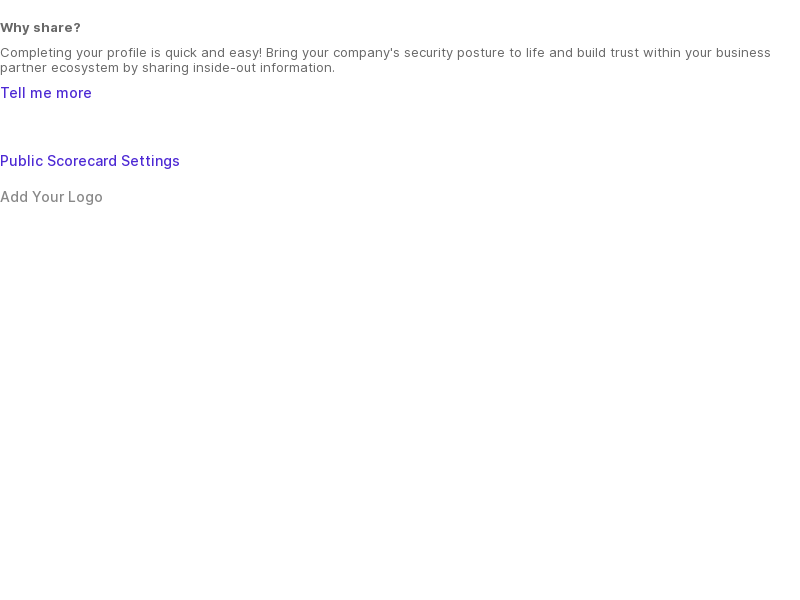 Why share?
Completing your profile is quick and easy! Bring your company's security posture to life and build trust within your business
partner ecosystem by sharing inside-out information.
Tell me more
Public Scorecard Settings
Add Your Logo